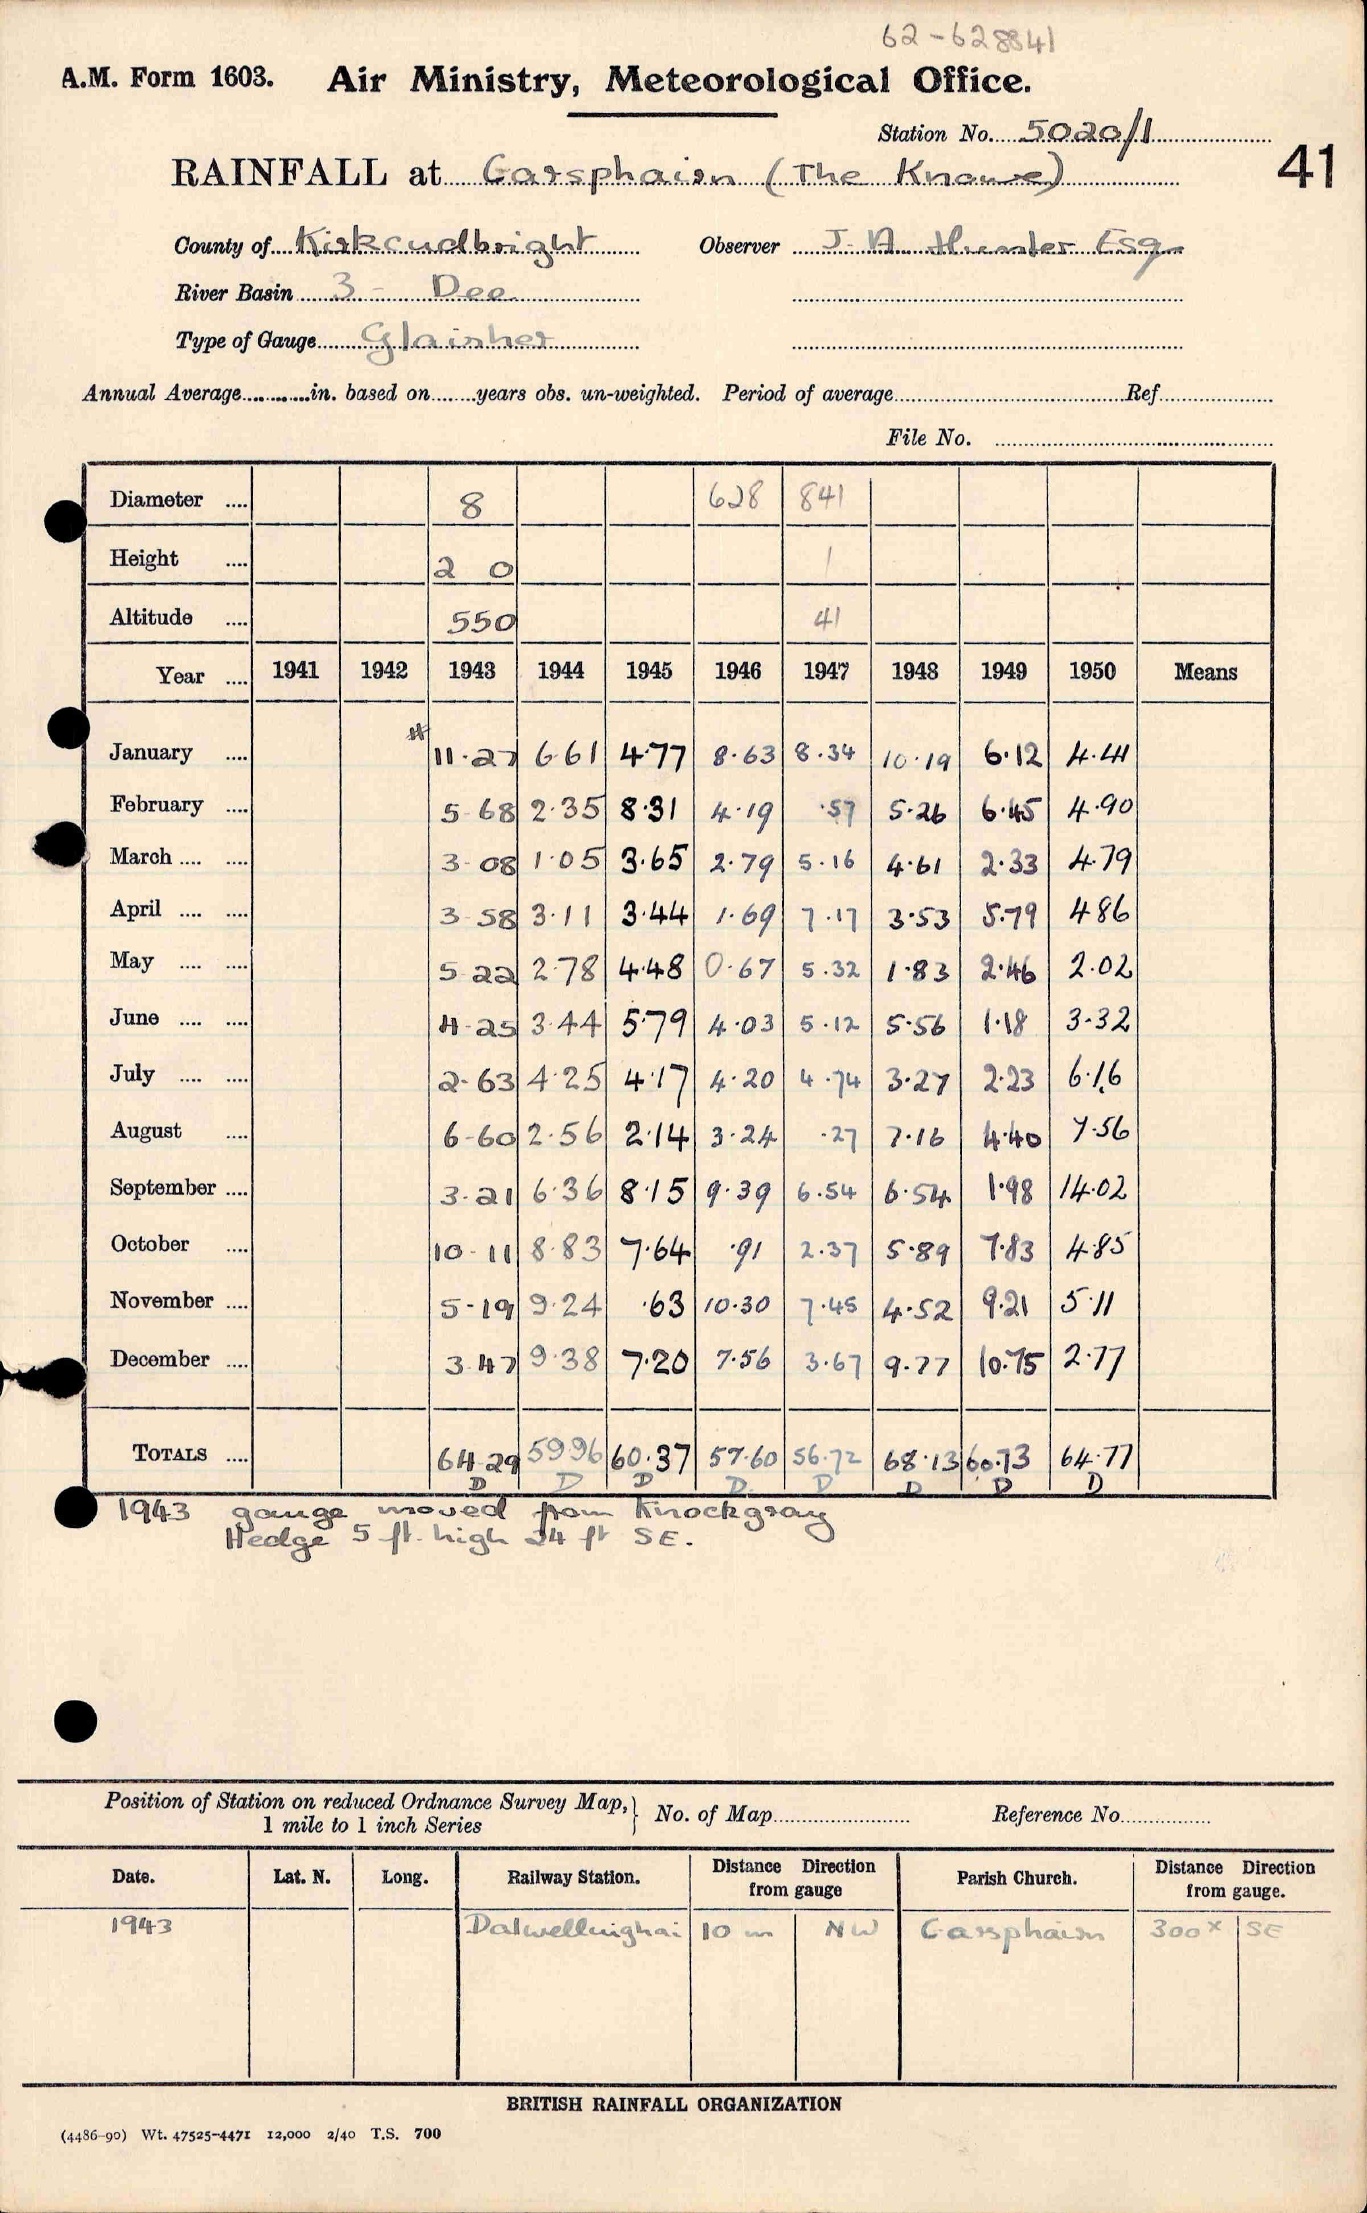 62-628841
A.M. Form 1603. Air Ministry, Meteorological Office.
Station No. 5020/1
41
RAINFALL at Carsphairn (The Knowe)
County of Kirkcudbright Observer J. A. Hunter Esq
River Basin 3 - Dee
Type of Gauge Glaisher
Annual Average..........in. based on........years obs. un-weighted. Period of average..........Ref..........
File No. ..........
Diameter .... 8 628 841
Height .... 2 0 1
Altitude .... 550 41
Year .... 1941 1942 1943 1944 1945 1946 1947 1948 1949 1950 Means
January .... # 11.27 6.61 4.77 8.63 8.34 10.19 6.12 4.41
February .... 5.68 2.35 8.31 4.19 .57 5.26 6.45 4.90
March .... .... 3.08 1.05 3.65 2.79 5.16 4.61 2.33 4.79
April .... .... 3.58 3.11 3.44 1.69 7.17 3.53 5.79 4.86
May .... .... 5.22 2.78 4.48 0.67 5.32 1.83 2.46 2.02
June .... .... 4.25 3.44 5.79 4.03 5.12 5.56 1.18 3.32
July .... .... 2.63 4.25 4.17 4.20 4.74 3.27 2.23 6.16
August .... 6.60 2.56 2.14 3.24 .27 7.16 4.40 7.56
September .... 3.21 6.36 8.15 9.39 6.54 6.54 1.98 14.02
October .... 10.11 8.83 7.64 .91 2.37 5.89 7.83 4.85
November .... 5.19 9.24 .63 10.30 7.45 4.52 9.21 5.11
December .... 3.47 9.38 7.20 7.56 3.67 9.77 10.75 2.77
TOTALS .... 64.29 59.96 60.37 57.60 56.72 68.13 60.73 64.77
D D D D D D D D
1943 gauge moved from Knockgray
Hedge 5 ft. high 24 ft SE.
Position of Station on reduced Ordnance Survey Map, 1 mile to 1 inch Series } No. of Map.......... Reference No..........
Date. Lat. N. Long. Railway Station. Distance Direction from gauge Parish Church. Distance Direction from gauge.
1943 10 m NW Carsphairn 300x SE
BRITISH RAINFALL ORGANIZATION
(4486-90) Wt. 47525-4471 12,000 2/40 T.S. 700